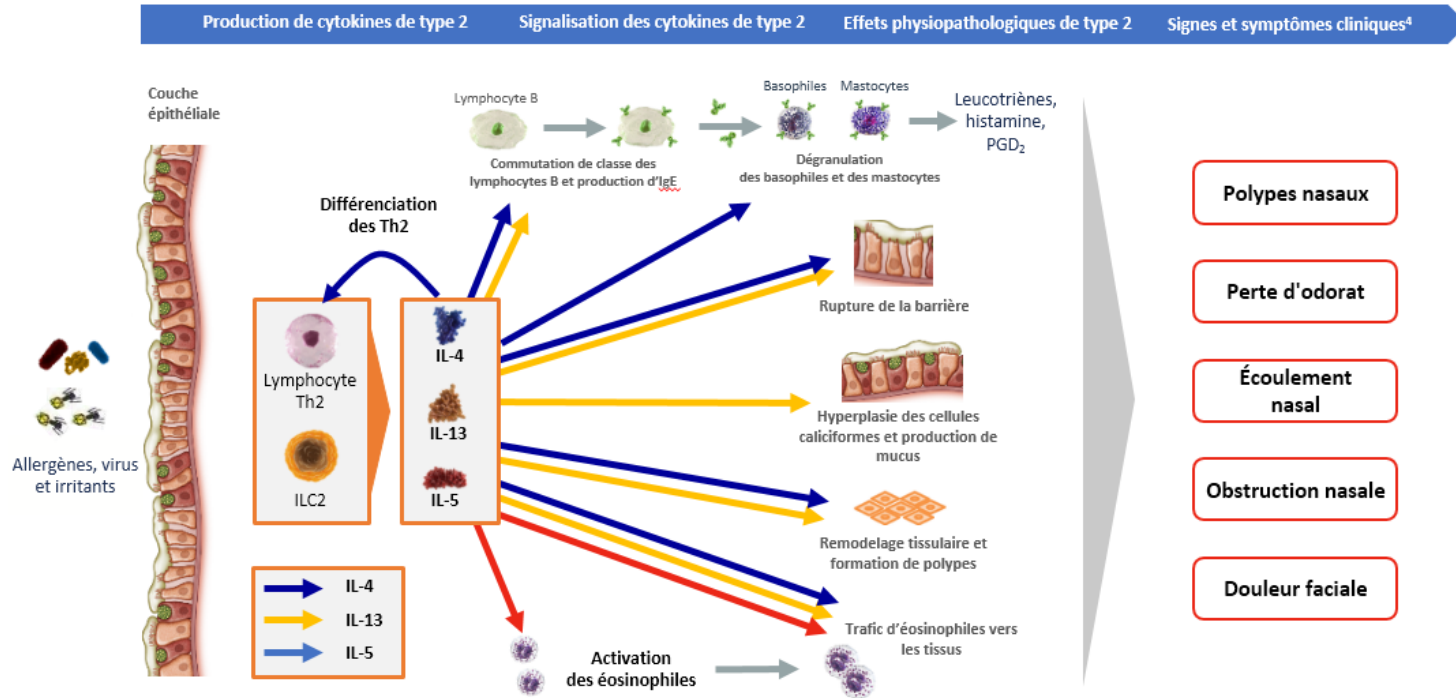 Production de cytokines de type 2
Signalisation des cytokines de type 2
Effets physiopathologiques de type 2
Signes et symptômes cliniques⁴
Couche
épithéliale
Lymphocyte B
Commutation de classe des
lymphocytes B et production d'IgE
Basophiles
Mastocytes
Dégranulation
des basophiles et des mastocytes
Leucotriènes,
histamine,
PGD₂
Différenciation
des Th2
Lymphocyte
Th2
ILC2
IL-4
IL-13
IL-5
Allergènes, virus
et irritants
Rupture de la barrière
Hyperplasie des cellules
caliciformes et production de
mucus
Remodelage tissulaire et
formation de polypes
Trafic d'éosinophiles vers
les tissus
Activation
des éosinophiles
IL-4
IL-13
IL-5
Polypes nasaux
Perte d'odorat
Écoulement
nasal
Obstruction nasale
Douleur faciale